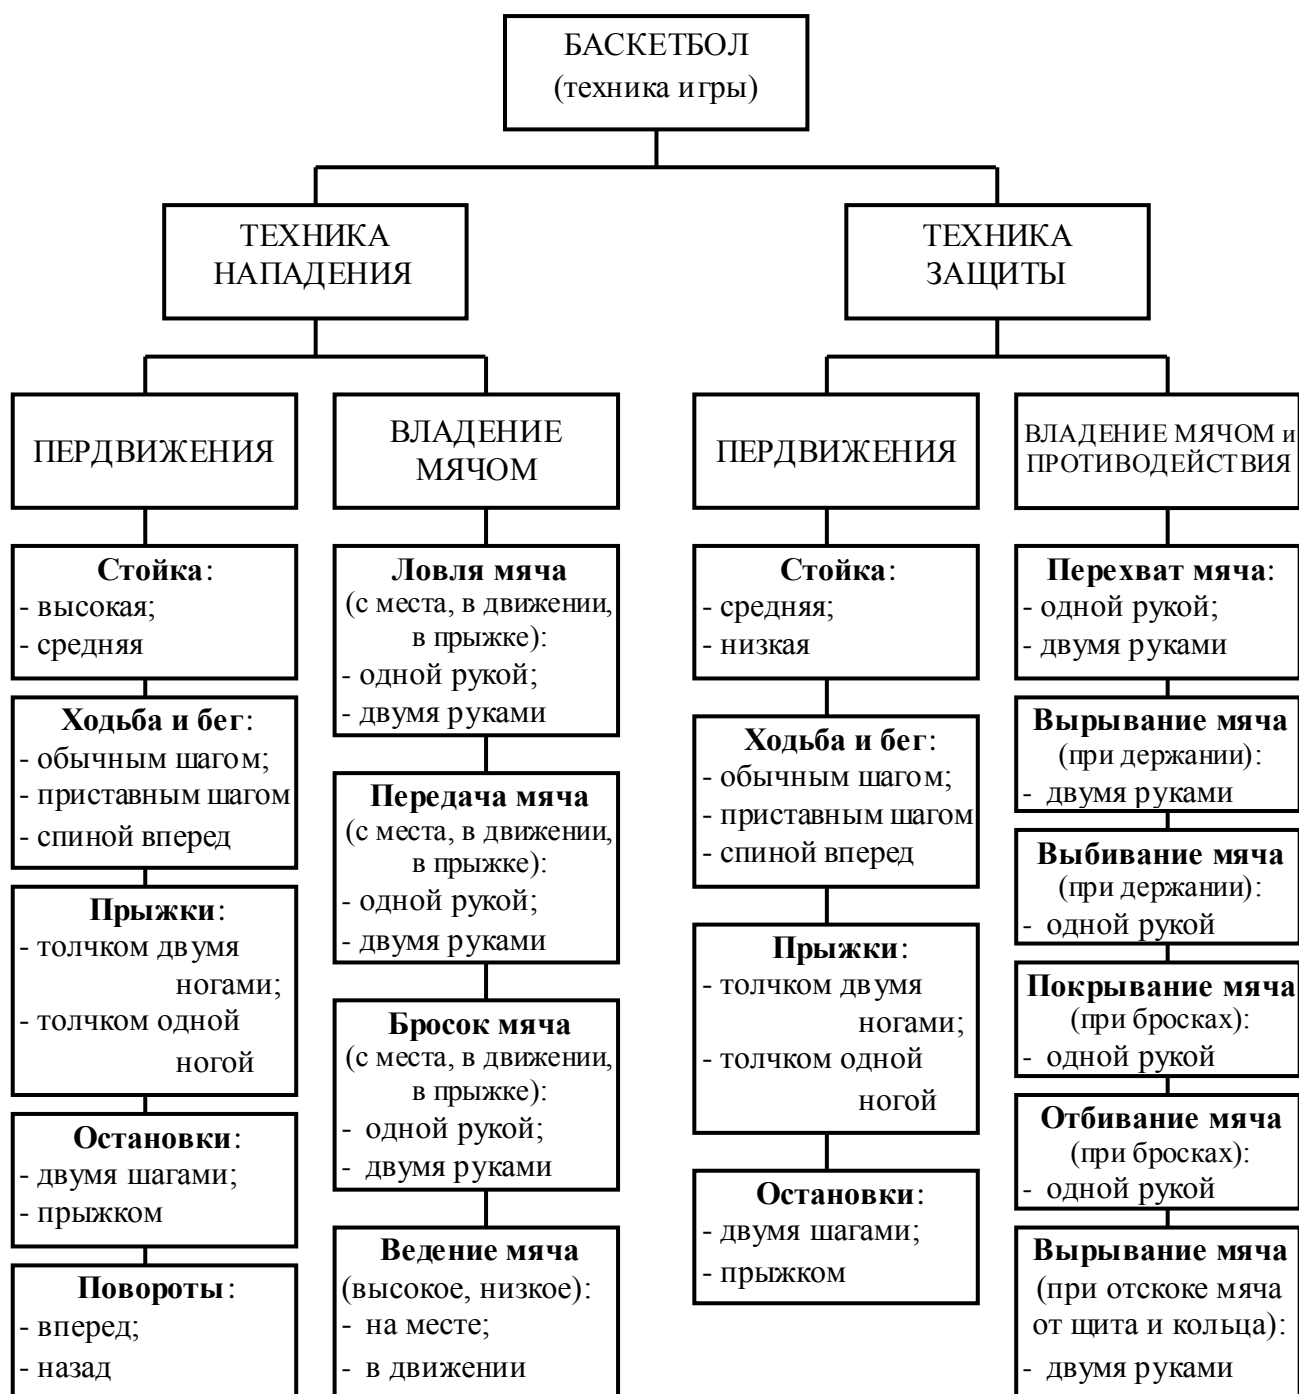 БАСКЕТБОЛ
(техника игры)
ТЕХНИКА
НАПАДЕНИЯ
ТЕХНИКА
ЗАЩИТЫ
ПЕРДВИЖЕНИЯ
ВЛАДЕНИЕ
МЯЧОМ
ПЕРДВИЖЕНИЯ
ВЛАДЕНИЕ МЯЧОМ и
ПРОТИВОДЕЙСТВИЯ
Стойка:
- высокая;
- средняя
Ходьба и бег:
- обычным шагом;
- приставным шагом
- спиной вперед
Прыжки:
- толчком двумя
ногами;
- толчком одной
ногой
Остановки:
- двумя шагами;
- прыжком
Повороты:
- вперед;
- назад
Ловля мяча
(с места, в движении,
в прыжке):
- одной рукой;
- двумя руками
Передача мяча
(с места, в движении,
в прыжке):
- одной рукой;
- двумя руками
Бросок мяча
(с места, в движении,
в прыжке):
- одной рукой;
- двумя руками
Ведение мяча
(высокое, низкое):
- на месте;
- в движении
Стойка:
- средняя;
- низкая
Ходьба и бег:
- обычным шагом;
- приставным шагом
- спиной вперед
Прыжки:
- толчком двумя
ногами;
- толчком одной
ногой
Остановки:
- двумя шагами;
- прыжком
Перехват мяча:
- одной рукой;
- двумя руками
Вырывание мяча
(при держании):
- двумя руками
Выбивание мяча
(при держании):
- одной рукой
Покрывание мяча
(при бросках):
- одной рукой
Отбивание мяча
(при бросках):
- одной рукой
Вырывание мяча
(при отскоке мяча
от щита и кольца):
- двумя руками